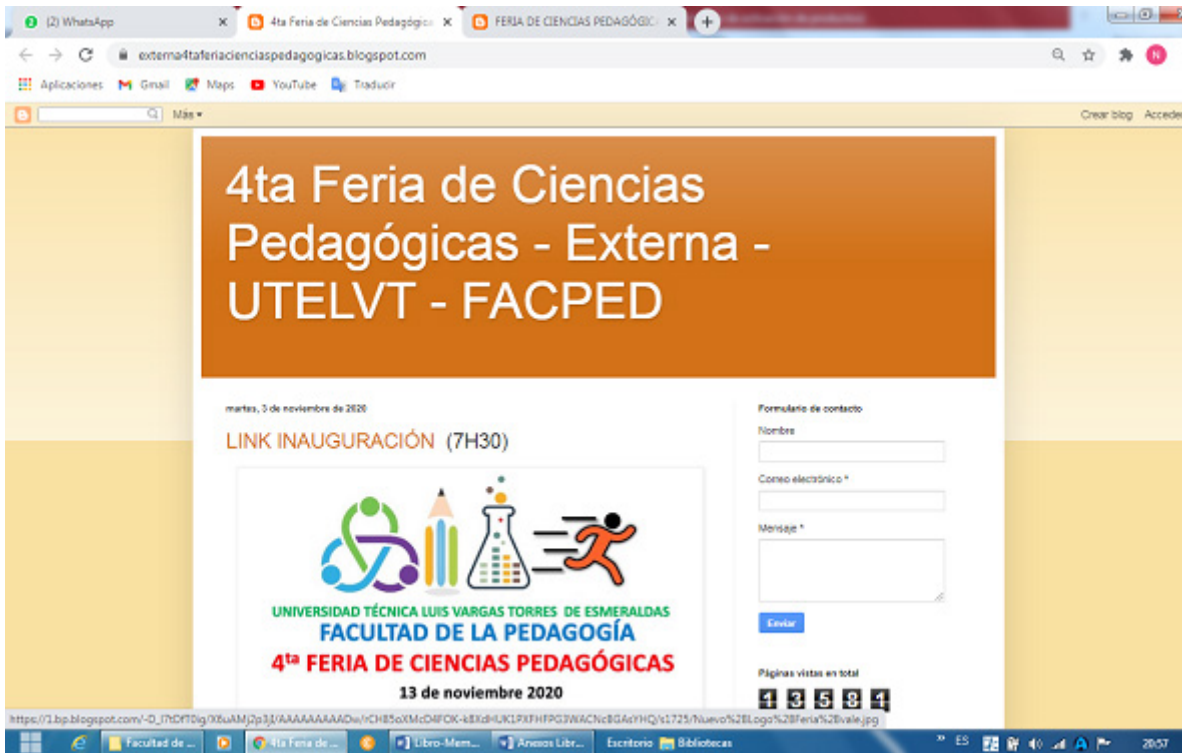 (2) WhatsApp
4ta Feria de Ciencias Pedagógica
FERIA DE CIENCIAS PEDAGÓGIC
externa4taferiacienciaspedagogicas.blogspot.com
N
Aplicaciones Gmail Maps YouTube Traducir
Más
Crear blog Acceder
4ta Feria de Ciencias
Pedagógicas - Externa -
UTELVT - FACPED
martes, 3 de noviembre de 2020
LINK INAUGURACIÓN (7H30)
UNIVERSIDAD TÉCNICA LUIS VARGAS TORRES DE ESMERALDAS
FACULTAD DE LA PEDAGOGÍA
4ta FERIA DE CIENCIAS PEDAGÓGICAS
13 de noviembre 2020
Formulario de contacto
Nombre
Correo electrónico *
Mensaje *
Enviar
Páginas vistas en total
13584
Facultad de ...
4ta Feria de ...
Libro-Mem...
Anexos Libr...
Escritorio
Bibliotecas
ES
20:57